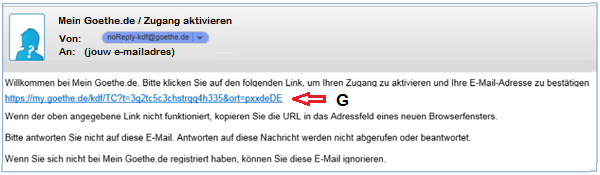 Mein Goethe.de / Zugang aktivieren
Von: noReply-kdf@goethe.de
An: (jouw e-mailadres)
Willkommen bei Mein Goethe.de. Bitte klicken Sie auf den folgenden Link, um Ihren Zugang zu aktivieren und Ihre E-Mail-Adresse zu bestätigen
https://my.goethe.de/kdf/TC?t=3q2tc5c3chstrqq4h335&ort=pxxdeDE G
Wenn der oben angegebene Link nicht funktioniert, kopieren Sie die URL in das Adressfeld eines neuen Browserfensters.
Bitte antworten Sie nicht auf diese E-Mail. Antworten auf diese Nachricht werden nicht abgerufen oder beantwortet.
Wenn Sie sich nicht bei Mein Goethe.de registriert haben, können Sie diese E-Mail ignorieren.